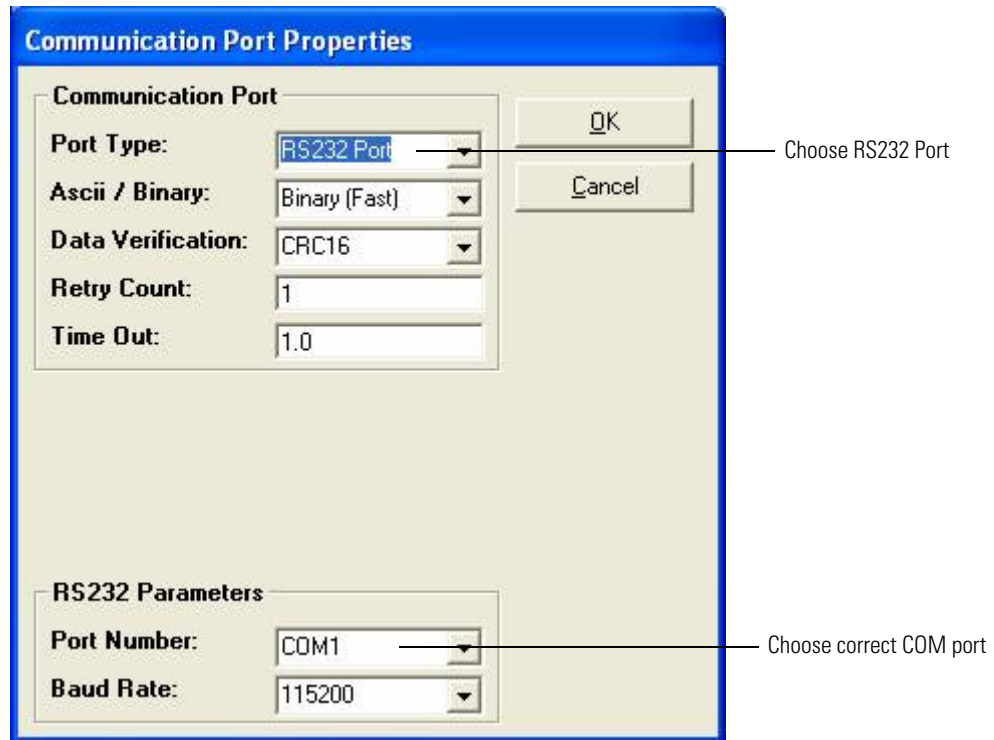 Communication Port Properties
Communication Port
OK
Port Type:
RS232 Port
Choose RS232 Port
Ascii / Binary:
Binary (Fast)
Cancel
Data Verification:
CRC16
Retry Count:
1
Time Out:
1.0
RS232 Parameters
Port Number:
COM1
Choose correct COM port
Baud Rate:
115200